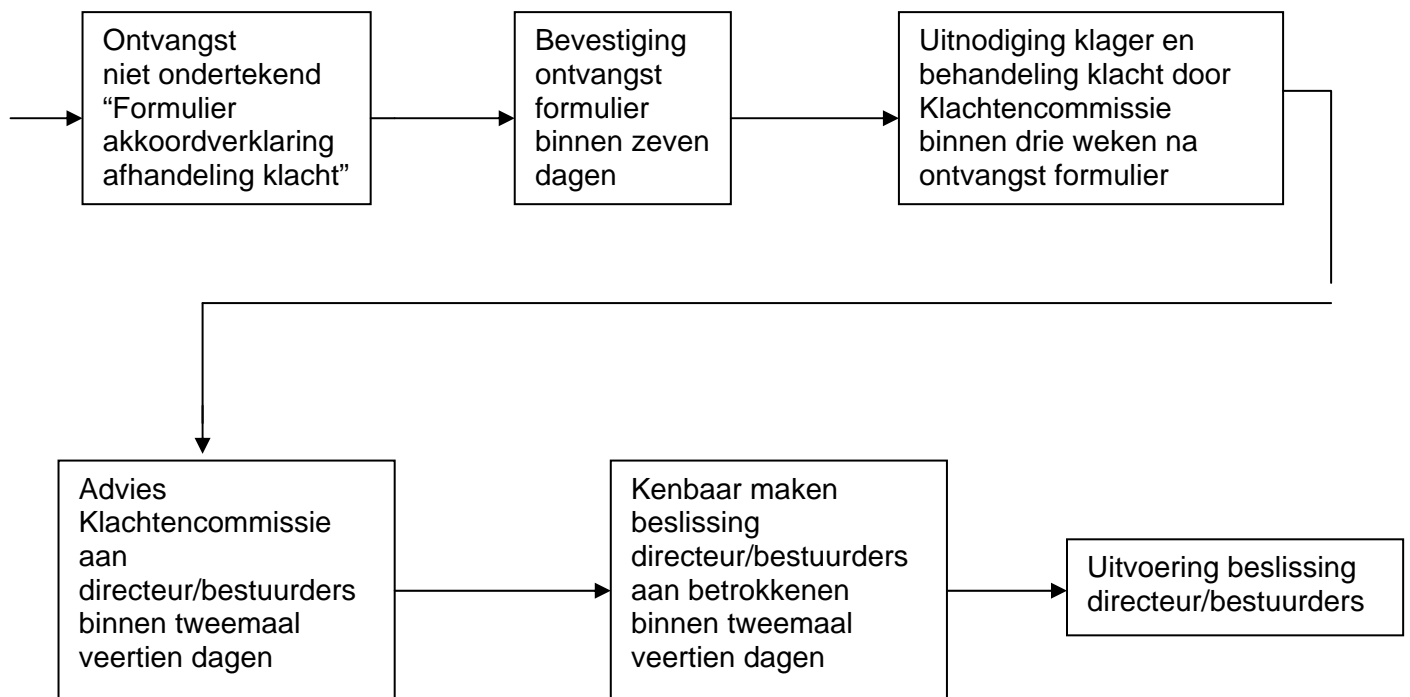 Ontvangst
niet ondertekend
“Formulier
akkoordverklaring
afhandeling klacht”
Bevestiging
ontvangst
formulier
binnen zeven
dagen
Uitnodiging klager en
behandeling klacht door
Klachtencommissie
binnen drie weken na
ontvangst formulier
Advies
Klachtencommissie
aan
directeur/bestuurders
binnen tweemaal
veertien dagen
Kenbaar maken
beslissing
directeur/bestuurders
aan betrokkenen
binnen tweemaal
veertien dagen
Uitvoering beslissing
directeur/bestuurders